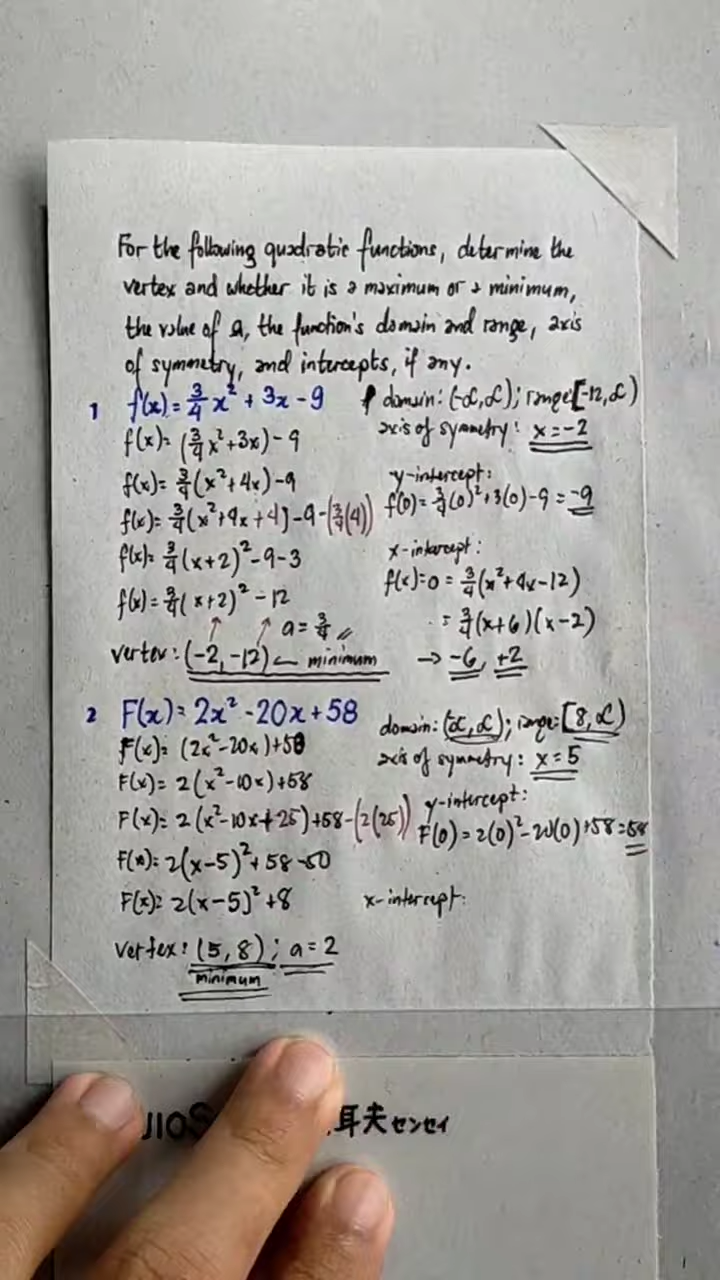 For the following quadratic functions, determine the
vertex and whether it is a maximum or a minimum,
the value of a, the function's domain and range, axis
of symmetry, and intercepts, if any.
1 f(x) = 3/4 x² + 3x - 9
f(x) = (3/4 x² + 3x) - 9
f(x) = 3/4 (x² + 4x) - 9
f(x) = 3/4 (x² + 4x + 4) - 9 - (3/4 (4))
f(x) = 3/4 (x+2)² - 9 - 3
f(x) = 3/4 (x+2)² - 12
a = 3/4
vertex: (-2, -12) ← minimum
domain: (-∞, ∞); range: [-12, ∞)
axis of symmetry: x = -2
y-intercept:
f(0) = 3/4 (0)² + 3(0) - 9 = -9
x-intercept:
f(x) = 0 = 3/4 (x² + 4x - 12)
= 3/4 (x+6)(x-2)
→ -6, +2
2 F(x) = 2x² - 20x + 58
F(x) = (2x² - 20x) + 58
F(x) = 2(x² - 10x) + 58
F(x) = 2(x² - 10x + 25) + 58 - (2(25))
F(x) = 2(x-5)² + 58 - 50
F(x) = 2(x-5)² + 8
vertex: (5, 8); a = 2
minimum
domain: (-∞, ∞); range: [8, ∞)
axis of symmetry: x = 5
y-intercept:
F(0) = 2(0)² - 20(0) + 58 = 58
x-intercept:
耳夫センセイ